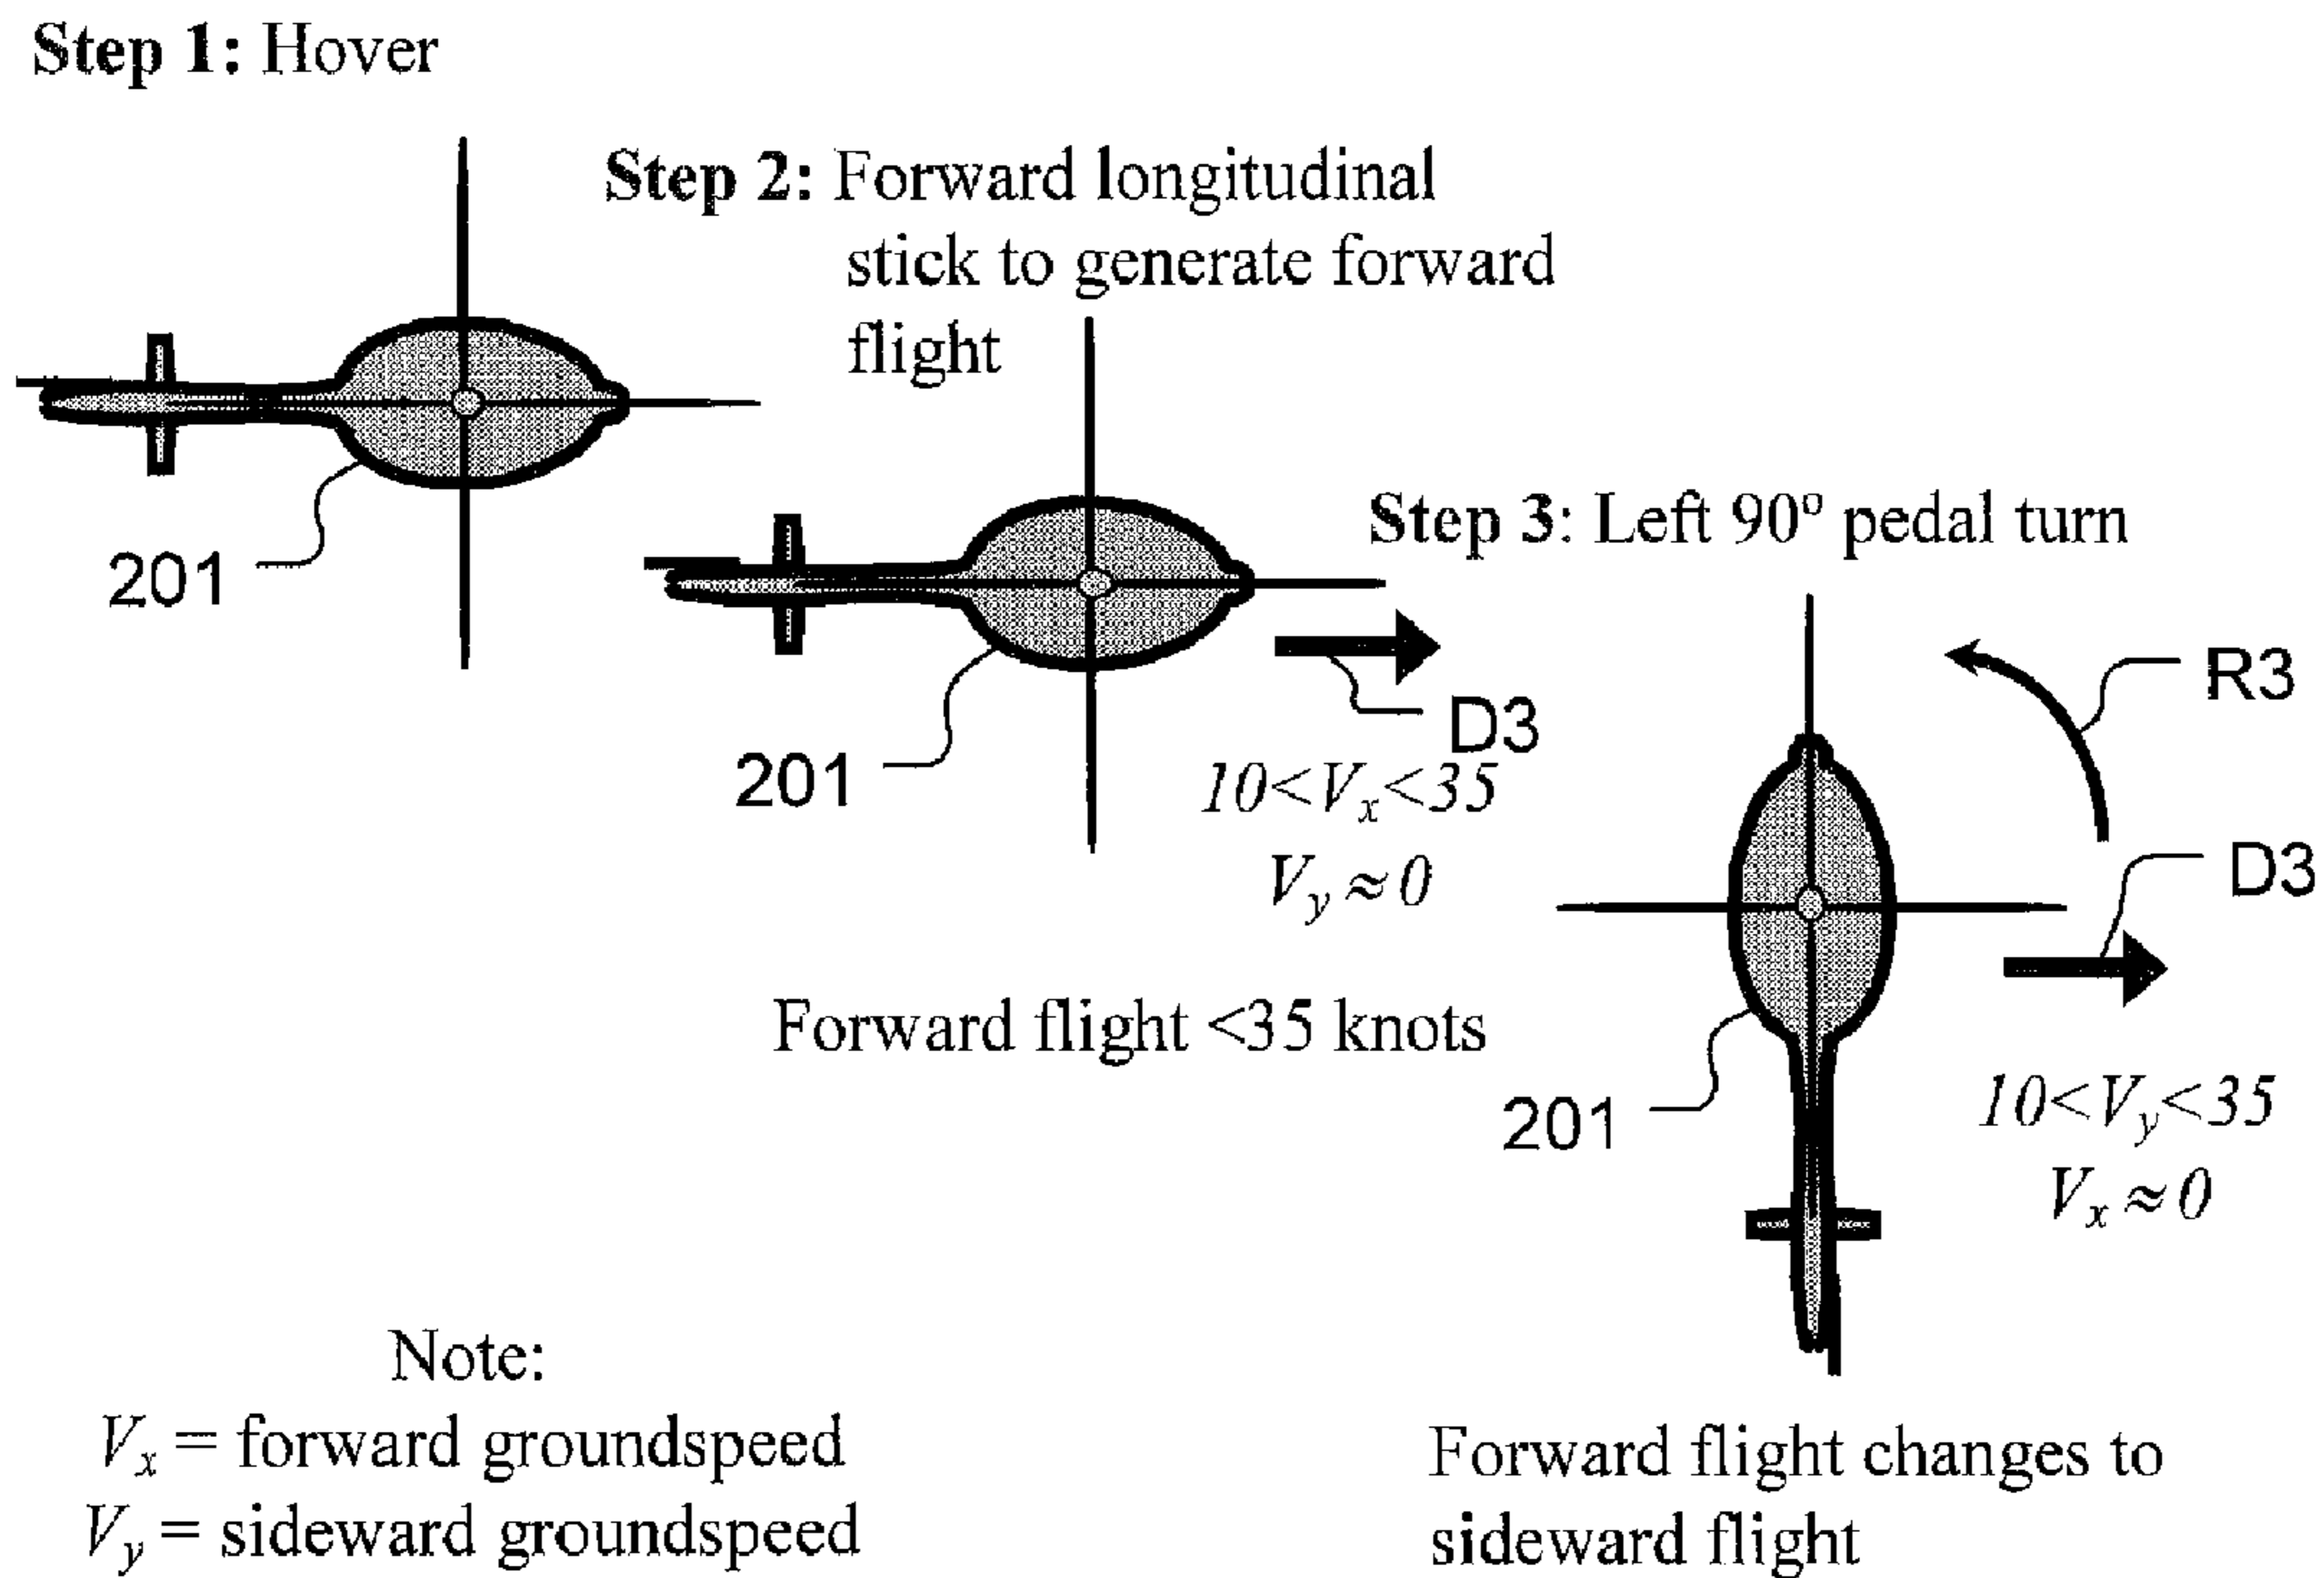 Step 1: Hover
Step 2: Forward longitudinal
stick to generate forward
flight
201
Step 3: Left 90º pedal turn
201
D3
10<Vx<35
Vy≈0
Forward flight <35 knots
R3
D3
201
10<Vy<35
Vx≈0
Note:
Vx = forward groundspeed
Vy = sideward groundspeed
Forward flight changes to
sideward flight